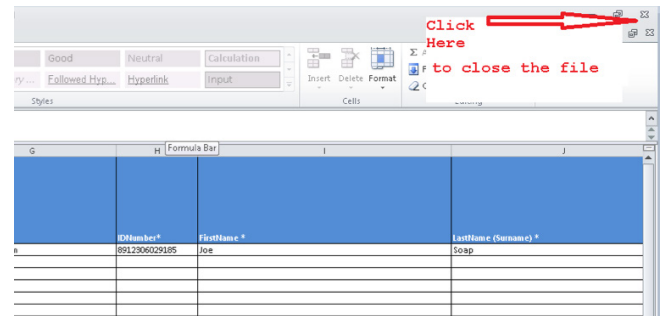 Click
Here
to close the file
Good Neutral Calculation
Followed Hyp... Hyperlink Input
Insert Delete Format
Styles Cells
Formula Bar
G H I J
IDNumber* FirstName * LastName (Surname) *
8912306029185 Joe Soap